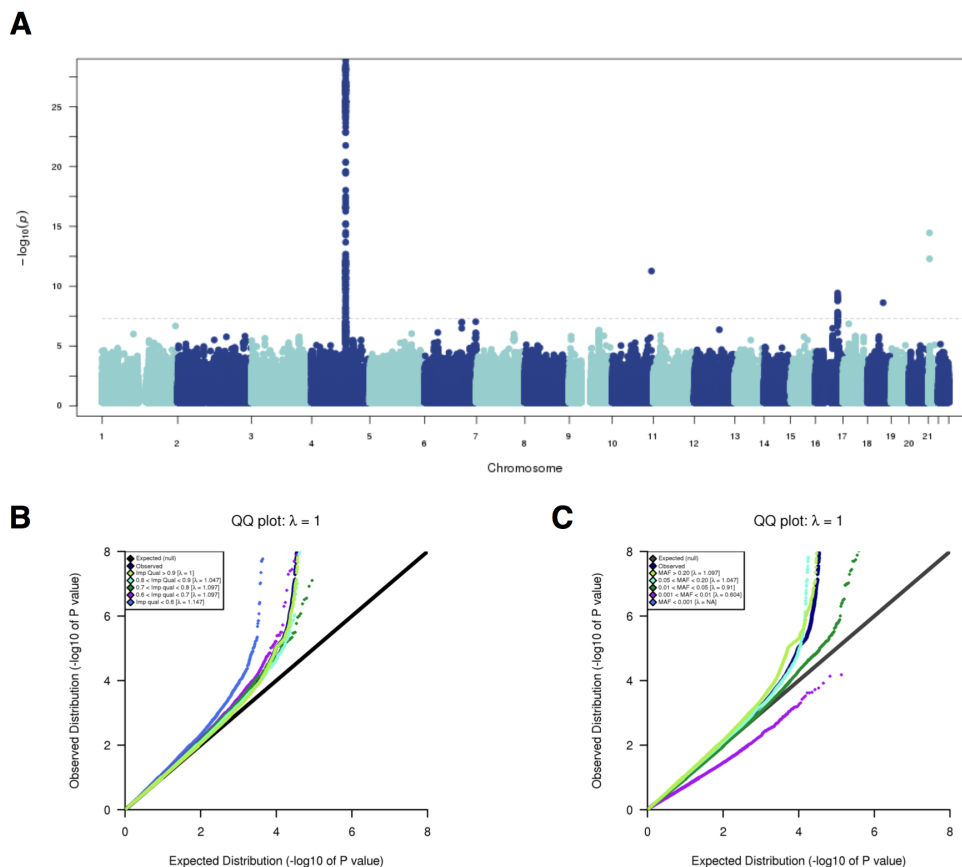 A
− log10(p)
25
20
15
10
5
0
1
2
3
4
5
6
7
8
9
10
11
12
13
14
15
16
17
18
19
20
21
Chromosome
B
QQ plot: λ = 1
Observed Distribution (-log10 of P value)
8
6
4
2
0
Expected (null)
Observed
Imp Qual > 0.9 [λ = 1]
0.8 < Imp Qual < 0.9 [λ = 1.047]
0.7 < Imp qual < 0.8 [λ = 1.097]
0.6 < Imp qual < 0.7 [λ = 1.097]
Imp qual < 0.6 [λ = 1.147]
0 2 4 6 8
Expected Distribution (-log10 of P value)
C
QQ plot: λ = 1
Observed Distribution (-log10 of P value)
8
6
4
2
0
Expected (null)
Observed
MAF > 0.20 [λ = 1.097]
0.05 < MAF < 0.20 [λ = 1.047]
0.01 < MAF < 0.05 [λ = 0.91]
0.001 < MAF < 0.01 [λ = 0.604]
MAF < 0.001 [λ = NA]
0 2 4 6 8
Expected Distribution (-log10 of P value)